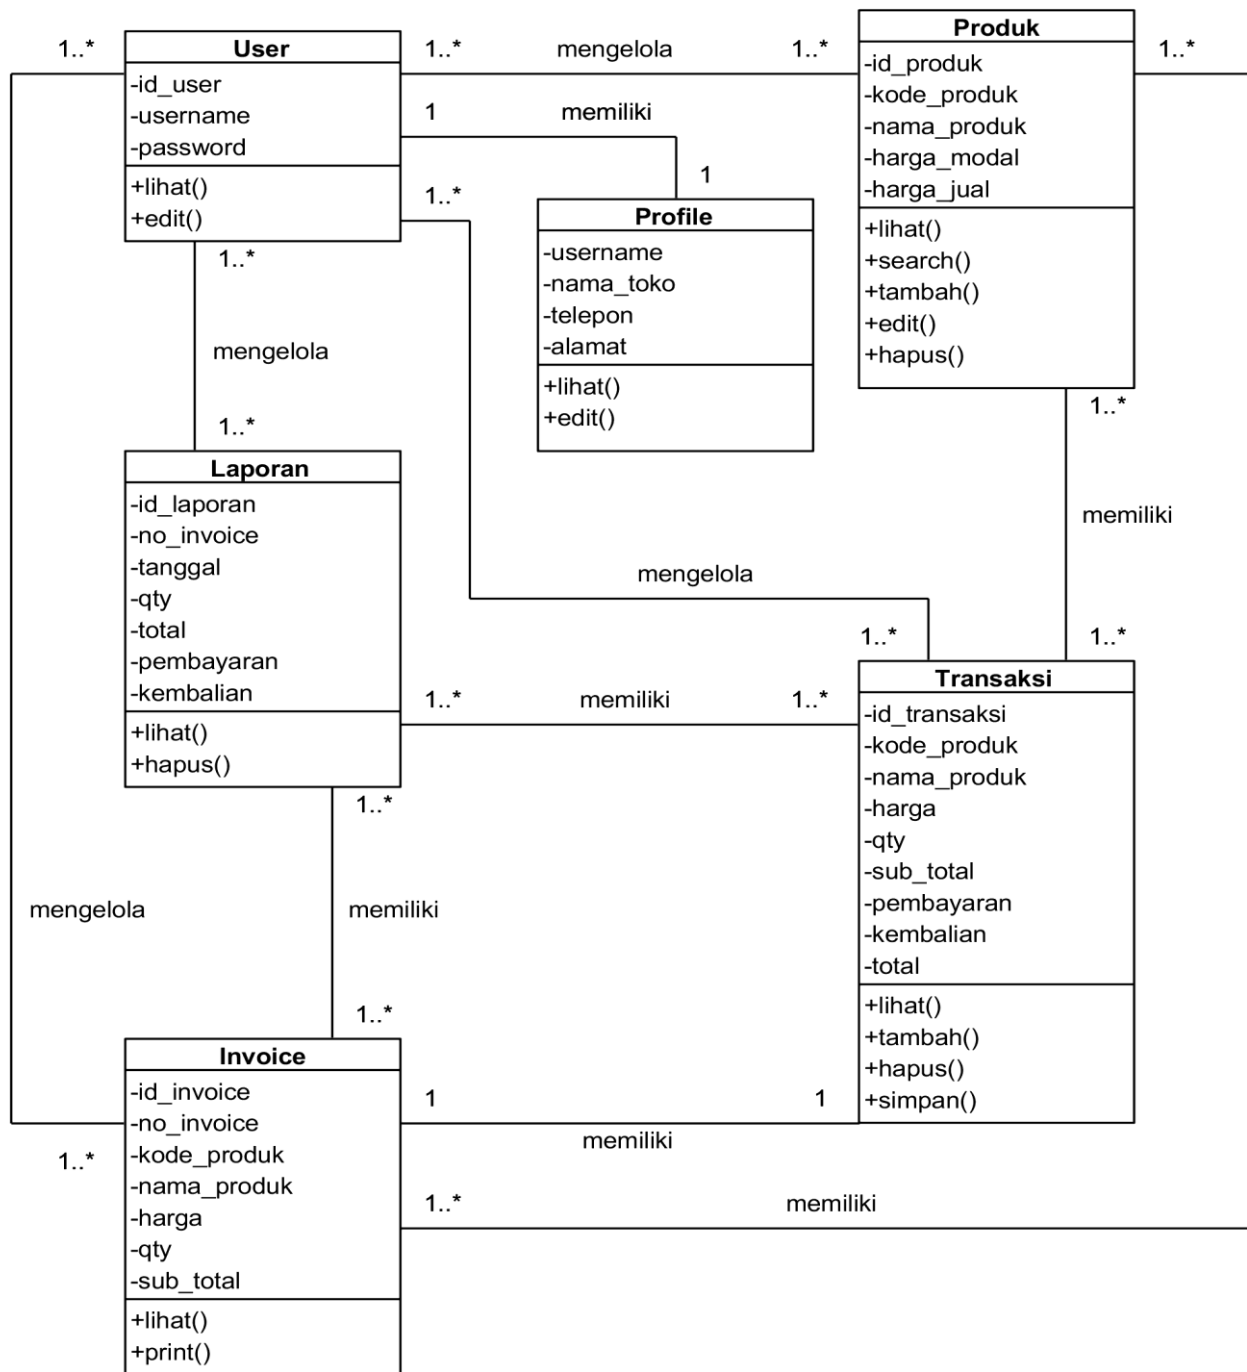 1..*
User
-id_user
-username
-password
+lihat()
+edit()
1..*
mengelola
1..*
Produk
-id_produk
-kode_produk
-nama_produk
-harga_modal
-harga_jual
+lihat()
+search()
+tambah()
+edit()
+hapus()
1..*
1
memiliki
1
1..*
Profile
-username
-nama_toko
-telepon
-alamat
+lihat()
+edit()
1..*
mengelola
1..*
1..*
memiliki
1..*
Laporan
-id_laporan
-no_invoice
-tanggal
-qty
-total
-pembayaran
-kembalian
+lihat()
+hapus()
mengelola
1..*
1..*
memiliki
1..*
Transaksi
-id_transaksi
-kode_produk
-nama_produk
-harga
-qty
-sub_total
-pembayaran
-kembalian
-total
+lihat()
+tambah()
+hapus()
+simpan()
1..*
mengelola
memiliki
1..*
Invoice
-id_invoice
-no_invoice
-kode_produk
-nama_produk
-harga
-qty
-sub_total
+lihat()
+print()
1
1
memiliki
1..*
1..*
memiliki